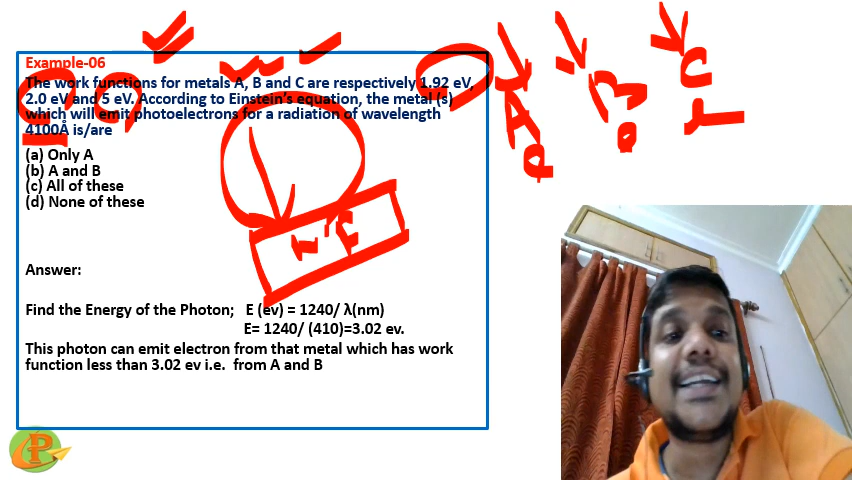 Example-06
The work functions for metals A, B and C are respectively 1.92 eV,
2.0 eV and 5 eV. According to Einstein's equation, the metal (s)
which will emit photoelectrons for a radiation of wavelength
4100Å is/are
(a) Only A
(b) A and B
(c) All of these
(d) None of these
Answer:
Find the Energy of the Photon; E (ev) = 1240/ λ(nm)
E= 1240/ (410)=3.02 ev.
This photon can emit electron from that metal which has work
function less than 3.02 ev i.e. from A and B
A
B
C
P